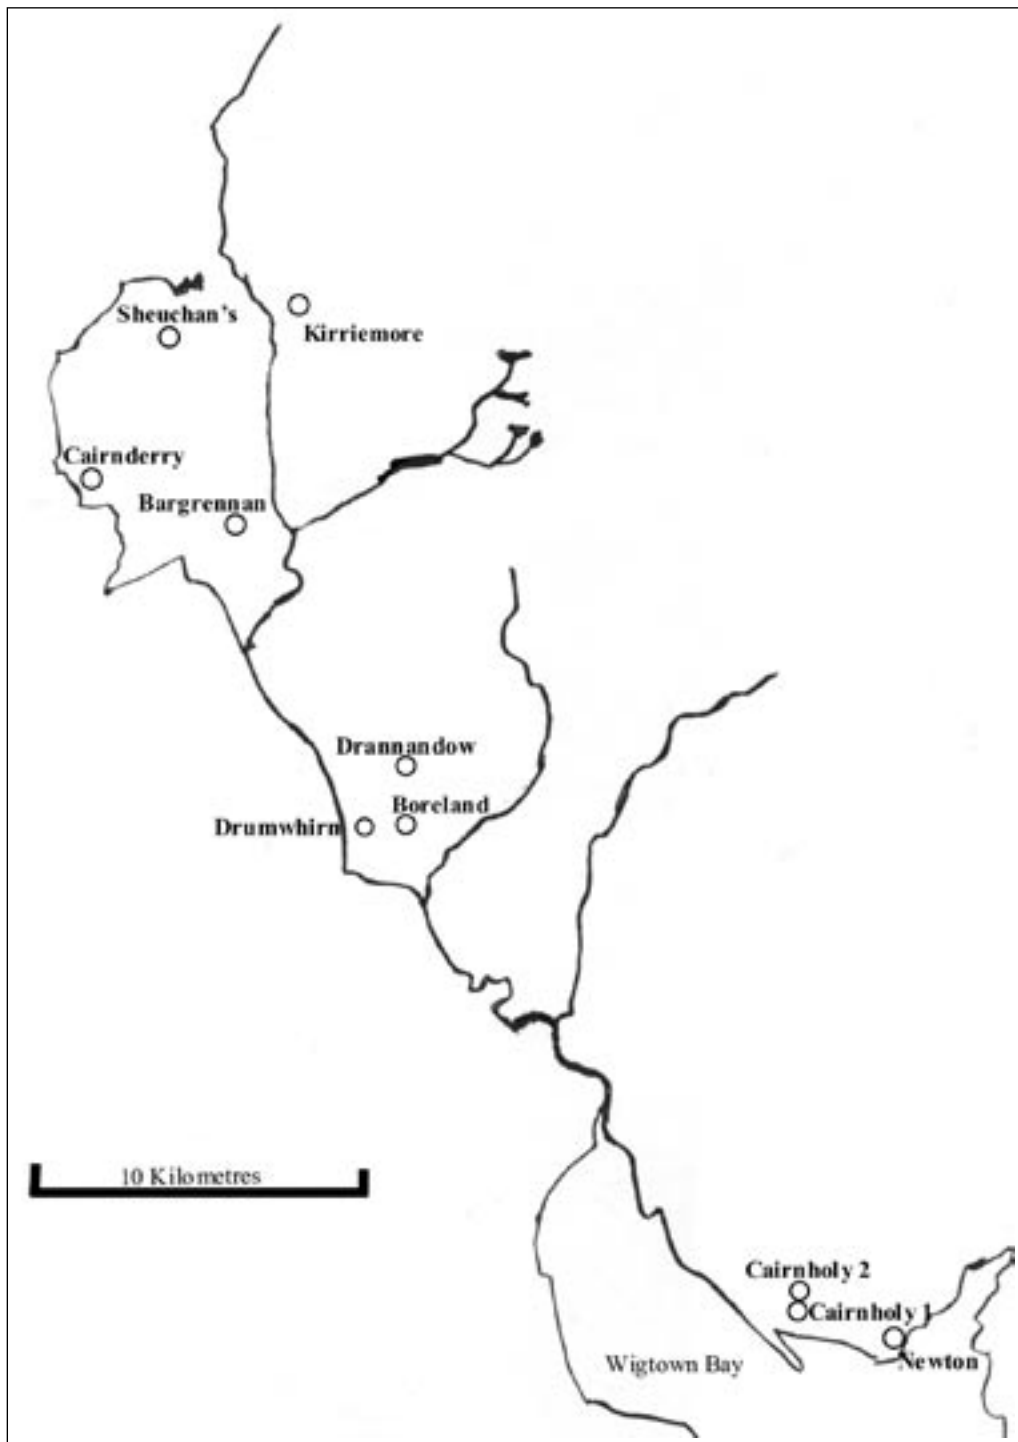 Sheuchan's
Kirriemore
Cairnderry
Bargrennan
Drannandow
Boreland
Drumwhirn
10 Kilometres
Cairnholy 2
Cairnholy 1
Newton
Wigtown Bay